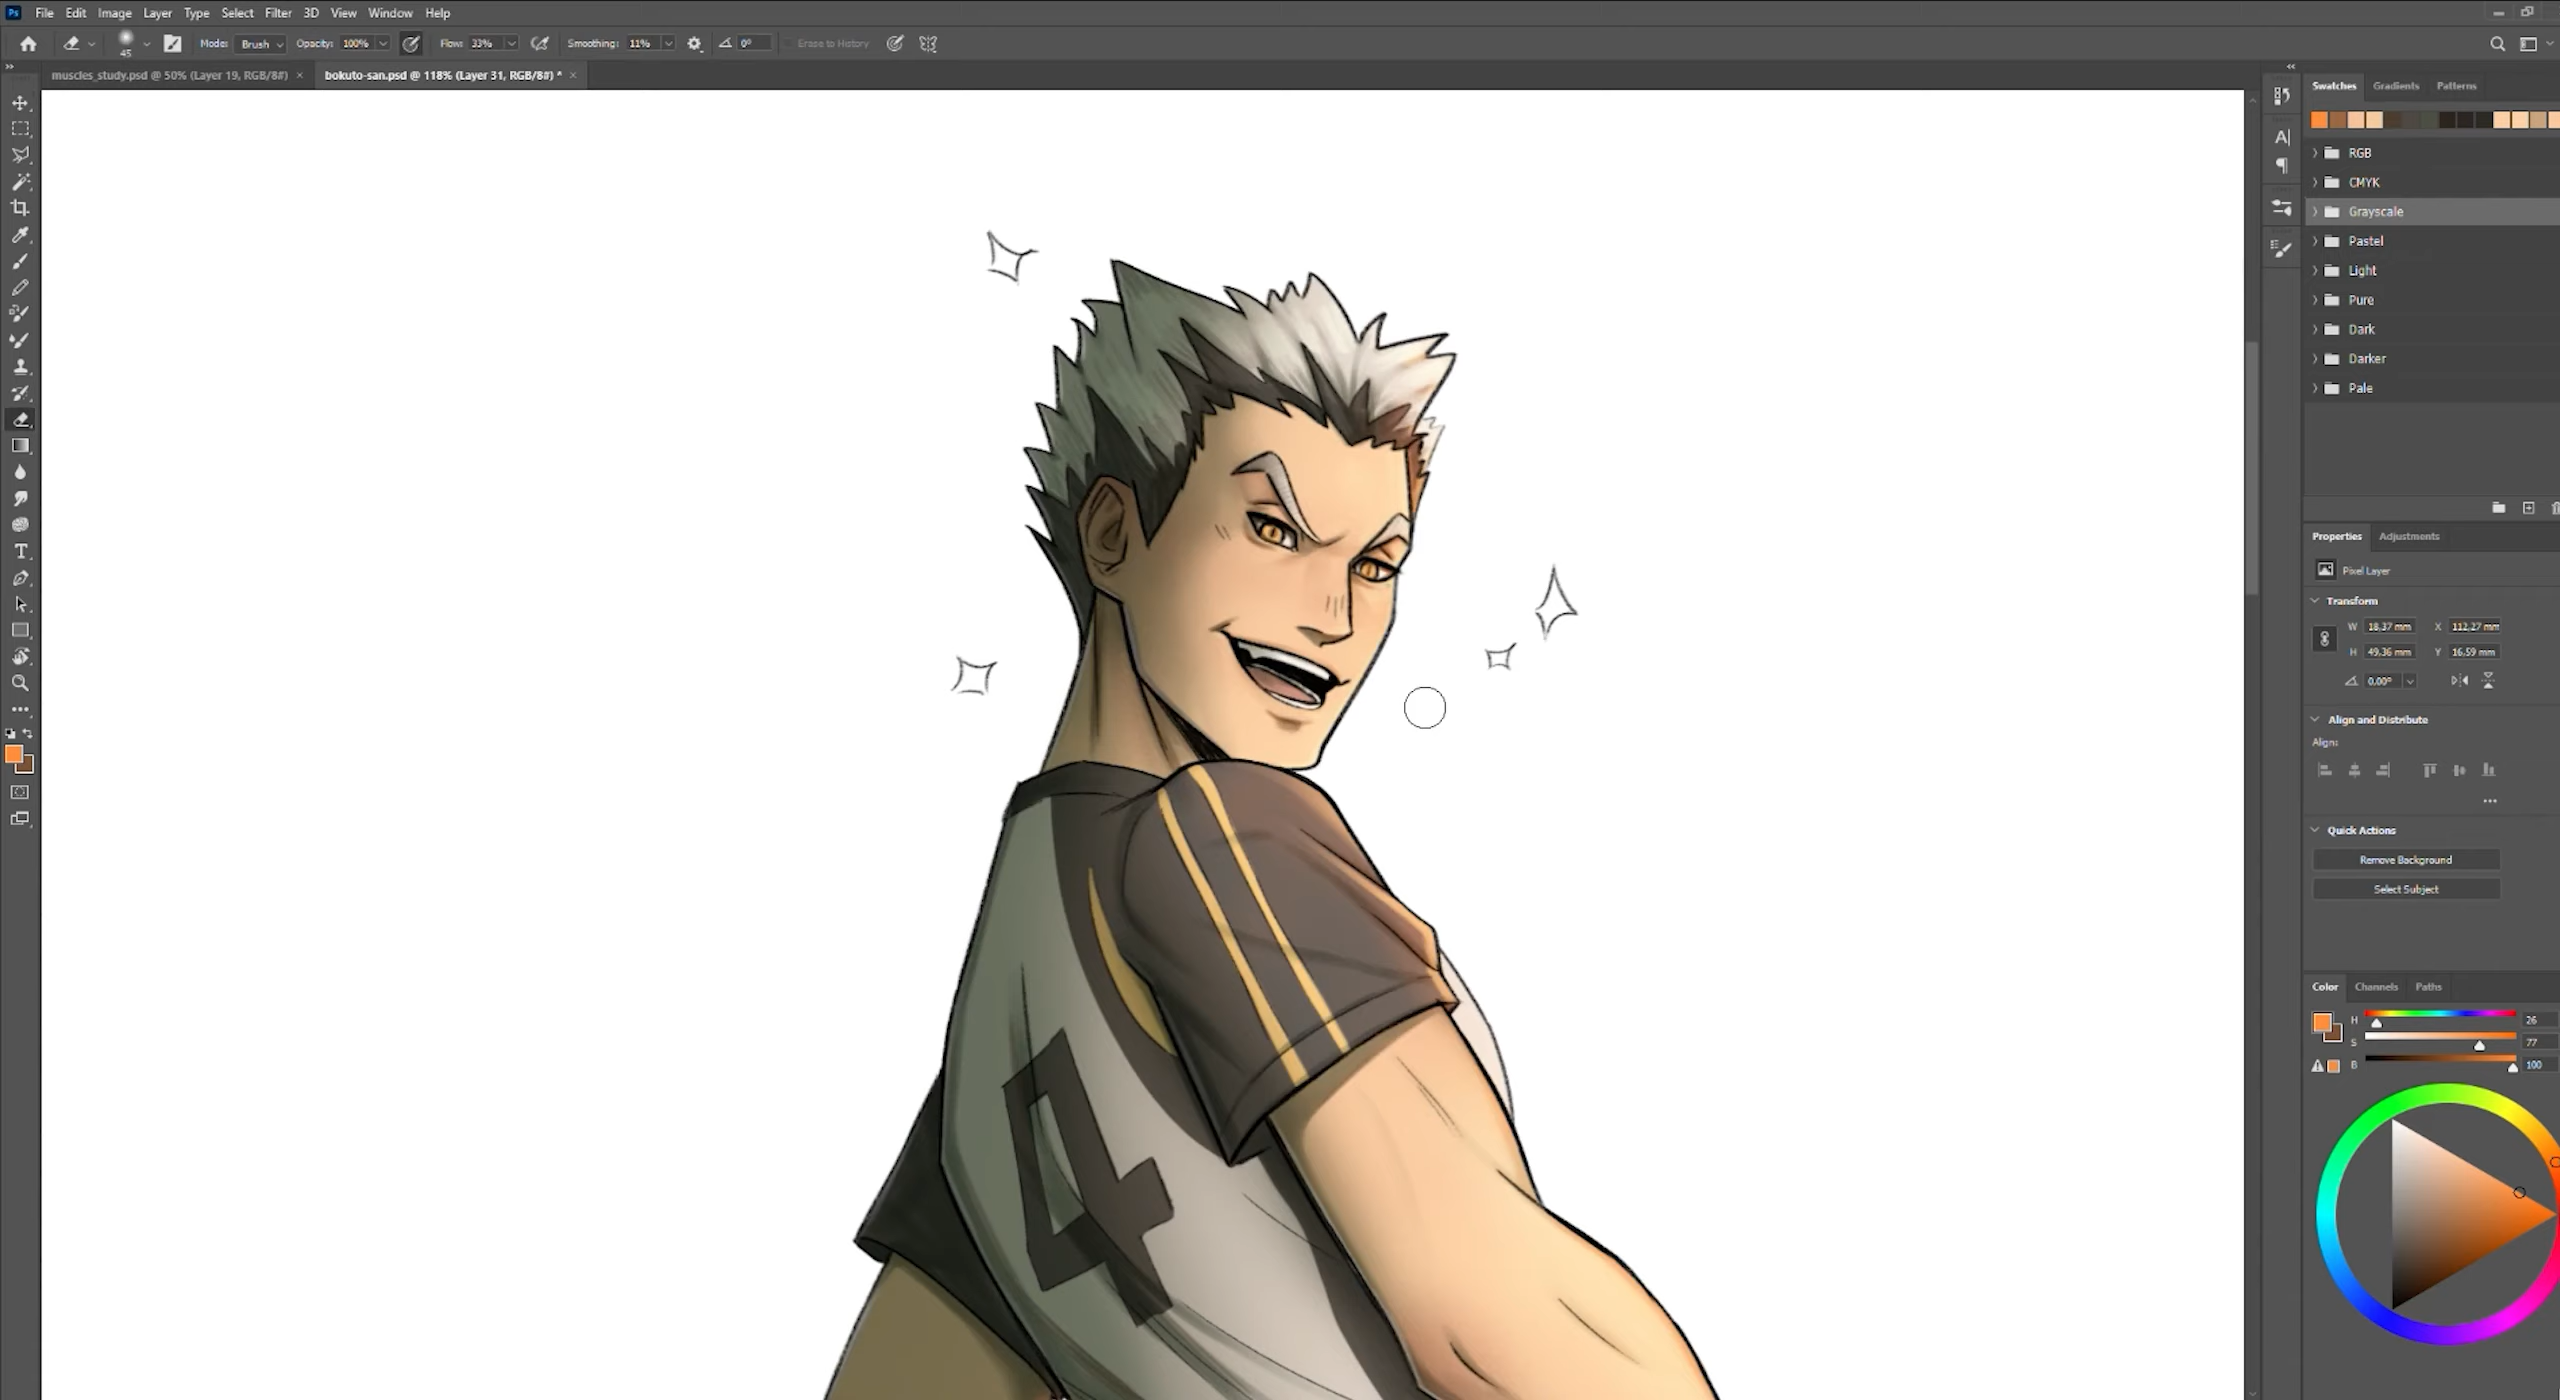 Ps File Edit Image Layer Type Select Filter 3D View Window Help
45 Mode: Brush Opacity: 100% Flow: 33% Smoothing: 11% 0° Erase to History
muscles_study.psd @ 50% (Layer 19, RGB/8#) × bokuto-san.psd @ 118% (Layer 31, RGB/8#) * ×
Swatches Gradients Patterns
RGB
CMYK
Grayscale
Pastel
Light
Pure
Dark
Darker
Pale
Properties Adjustments
Pixel Layer
Transform
W 18,37 mm X 112,27 mm
H 49,36 mm Y 16,59 mm
0,00°
Align and Distribute
Align:
Quick Actions
Remove Background
Select Subject
Color Channels Paths
H 26
S 77
B 100
4